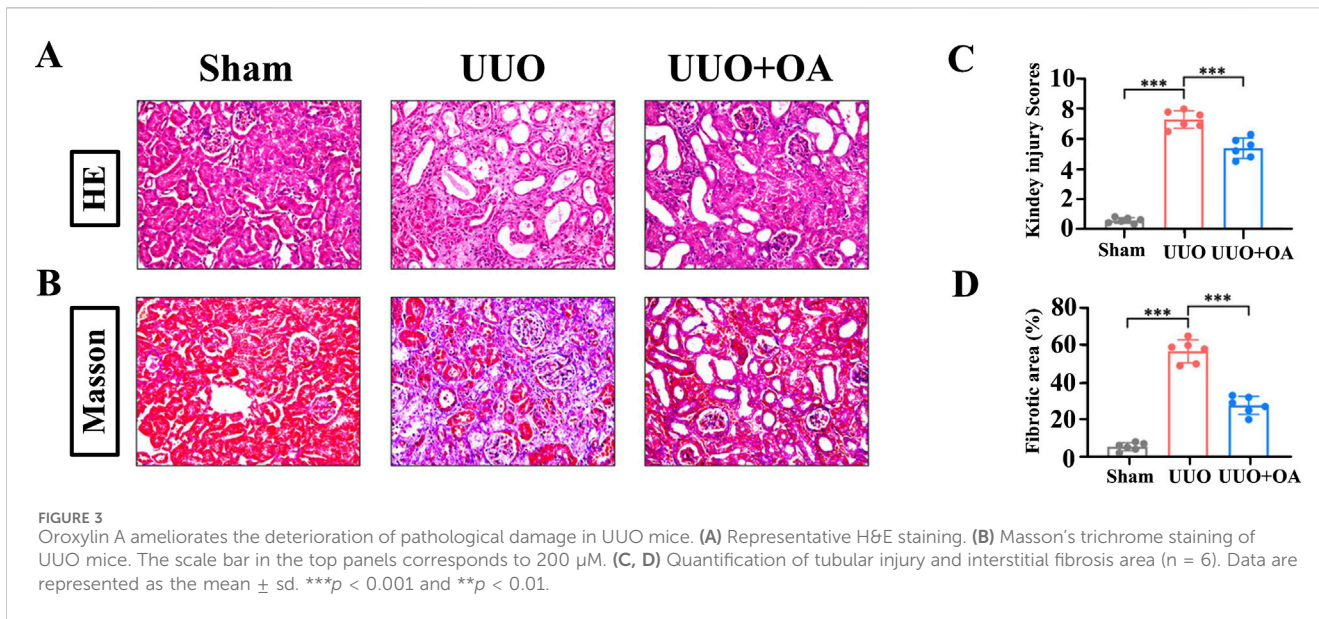 A
Sham
UUO
UUO+OA
HE
B
Masson
C
Kindey injury Scores
10
8
6
4
2
0
***
***
Sham
UUO
UUO+OA
D
Fibrotic area (%)
80
60
40
20
0
***
***
Sham
UUO
UUO+OA
FIGURE 3
Oroxylin A ameliorates the deterioration of pathological damage in UUO mice. (A) Representative H&E staining. (B) Masson's trichrome staining of
UUO mice. The scale bar in the top panels corresponds to 200 µM. (C, D) Quantification of tubular injury and interstitial fibrosis area (n = 6). Data are
represented as the mean ± sd. ***p < 0.001 and **p < 0.01.